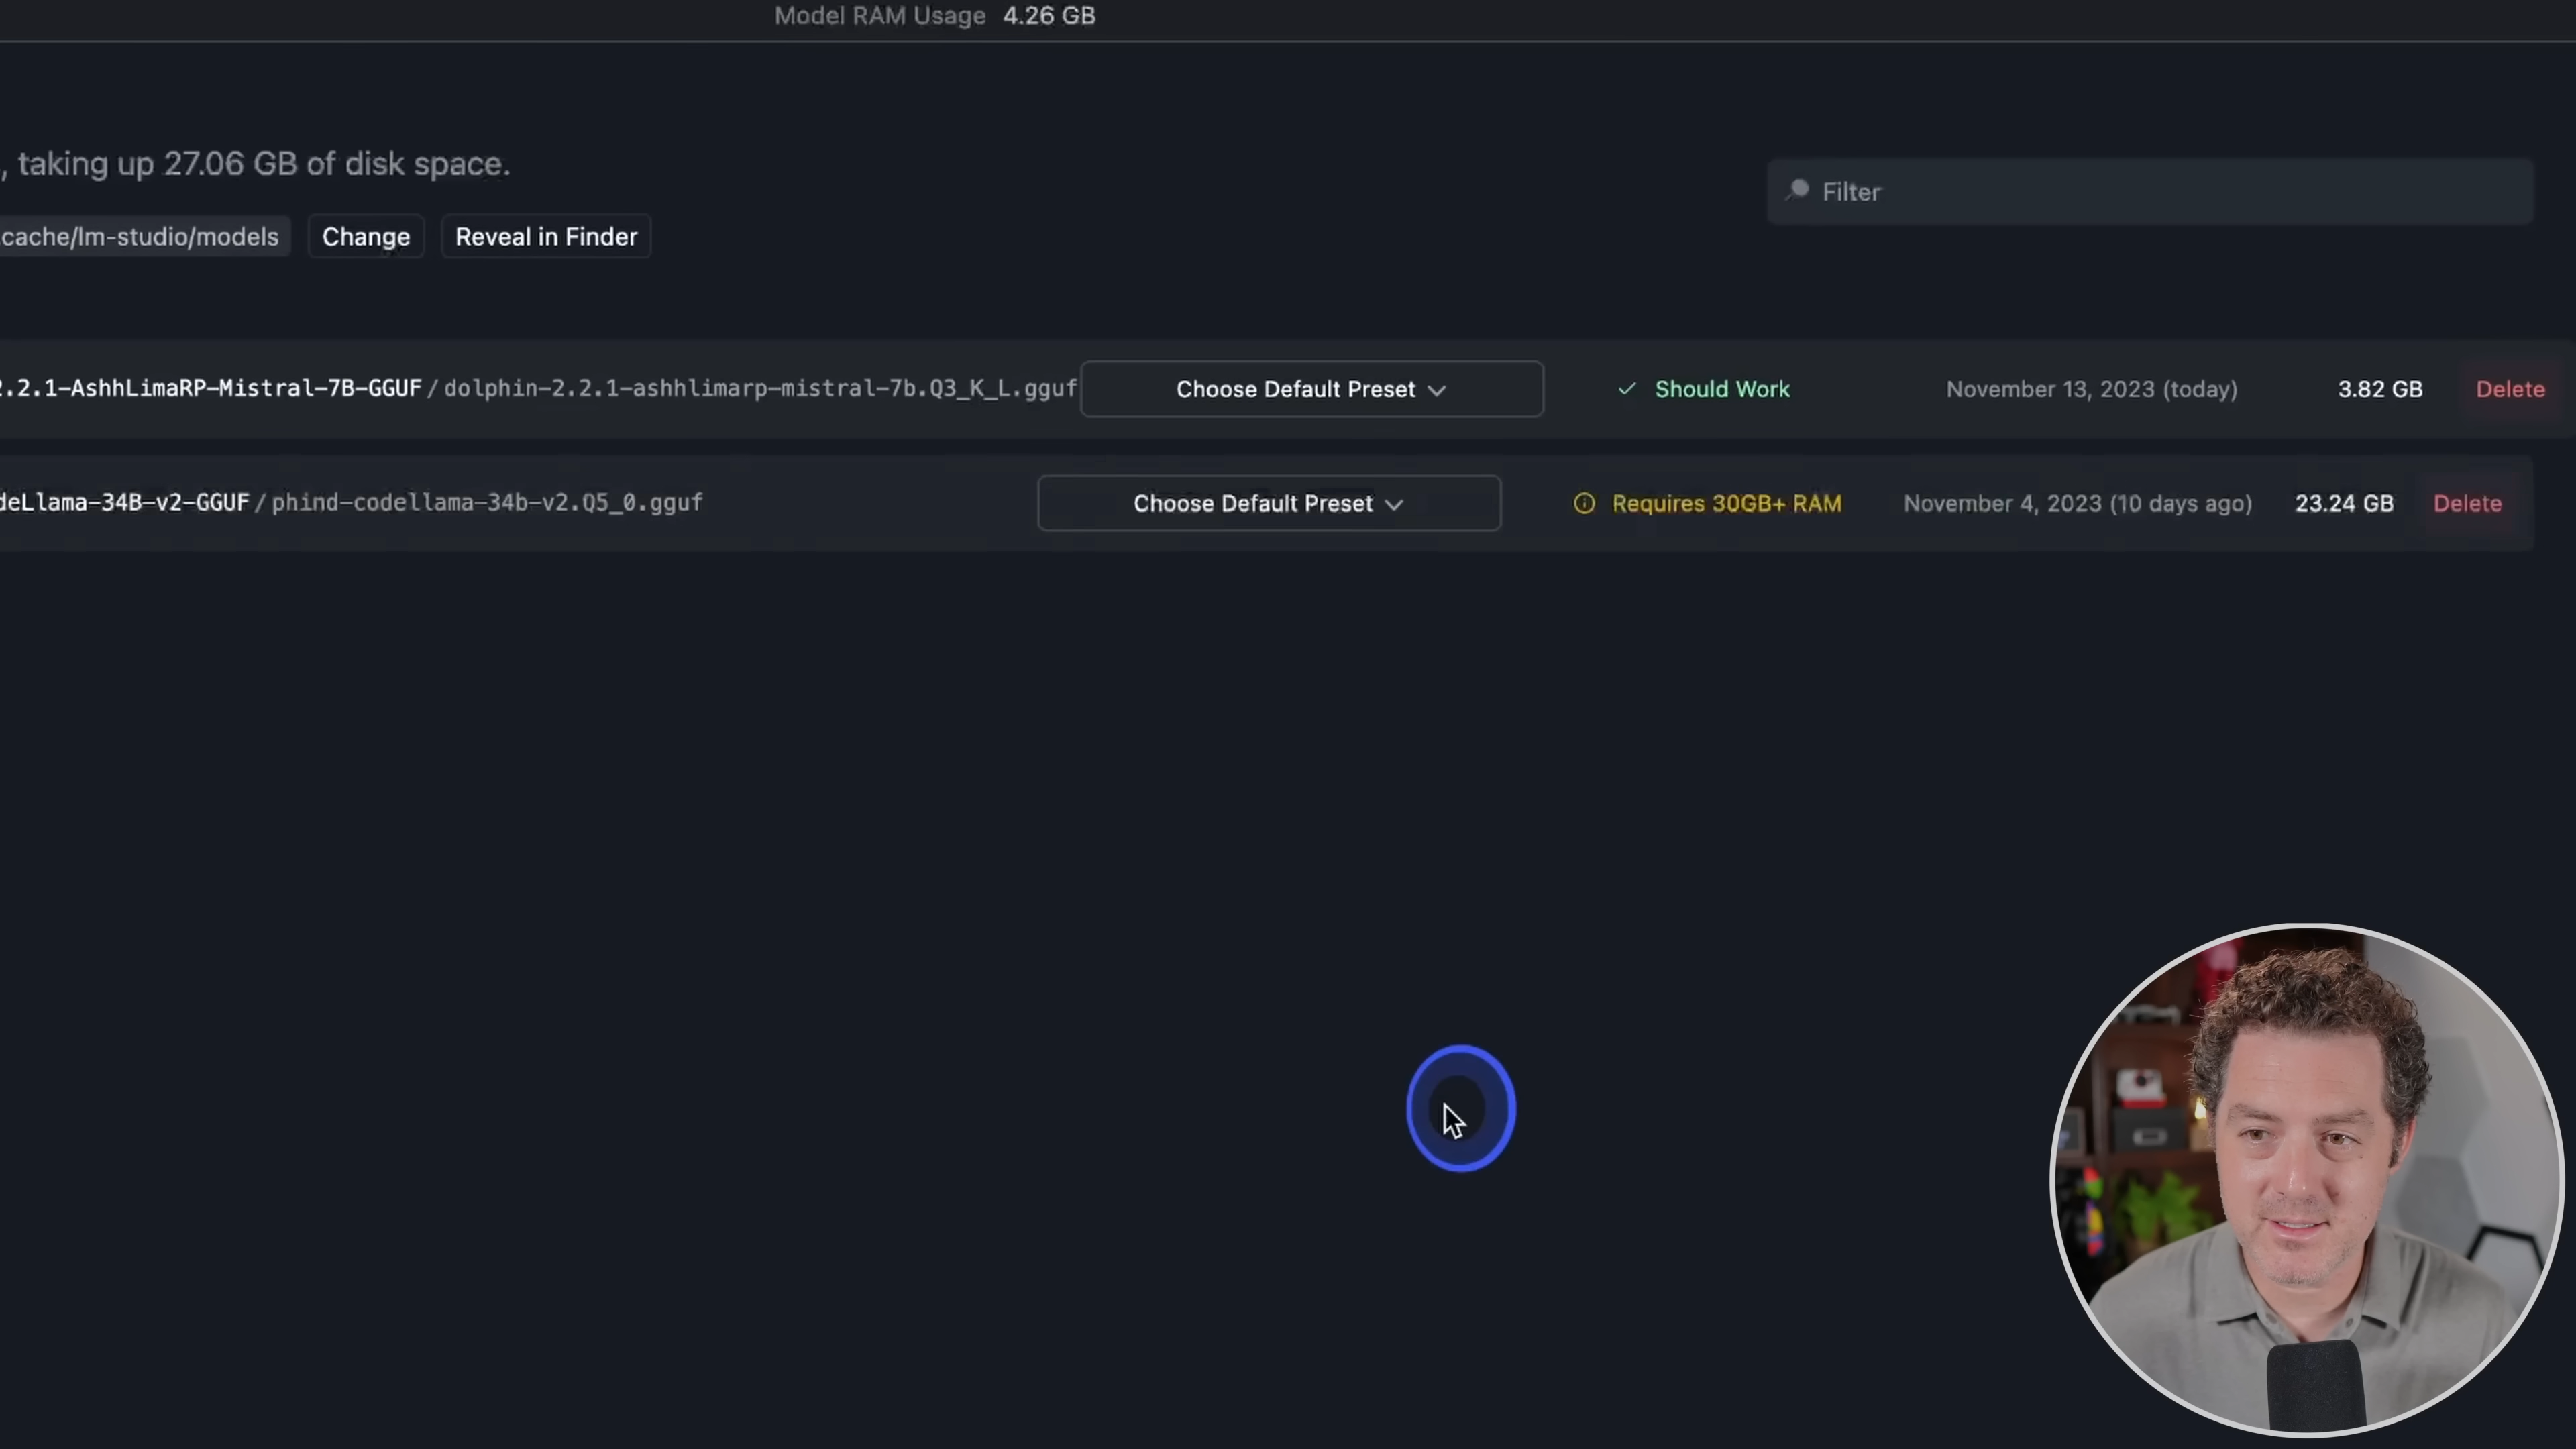 Model RAM Usage 4.26 GB
, taking up 27.06 GB of disk space.
Filter
cache/lm-studio/models Change Reveal in Finder
2.2.1-AshhLimaRP-Mistral-7B-GGUF/dolphin-2.2.1-ashhlimarp-mistral-7b.Q3_K_L.gguf Choose Default Preset Should Work November 13, 2023 (today) 3.82 GB Delete
deLlama-34B-v2-GGUF/phind-codellama-34b-v2.Q5_0.gguf Choose Default Preset Requires 30GB+ RAM November 4, 2023 (10 days ago) 23.24 GB Delete